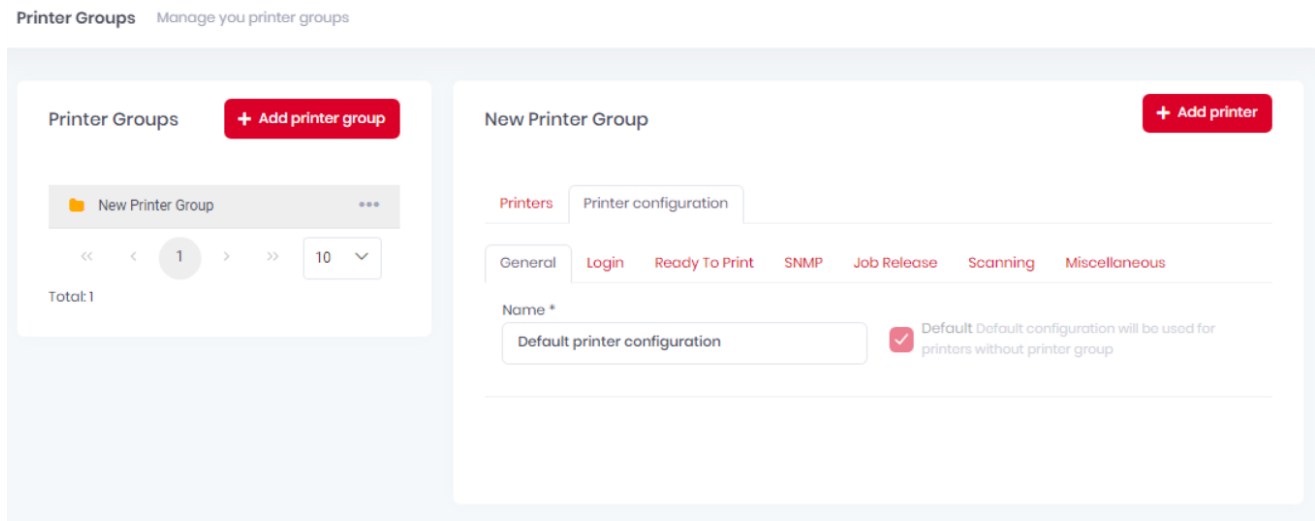 Printer Groups Manage you printer groups
Printer Groups
+ Add printer group
New Printer Group
•••
<< < 1 > >> 10
Total: 1
New Printer Group
+ Add printer
Printers Printer configuration
General Login Ready To Print SNMP Job Release Scanning Miscellaneous
Name *
Default printer configuration
Default Default configuration will be used for
printers without printer group